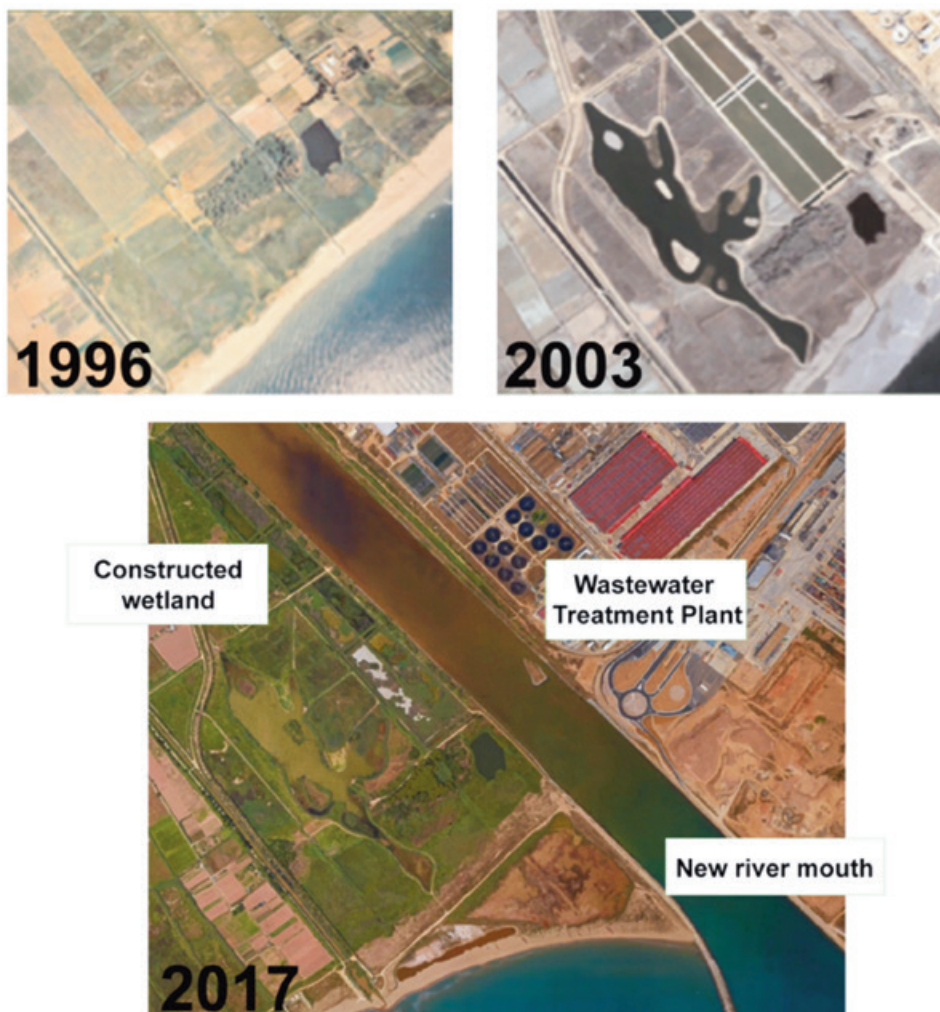 1996
2003
Constructed
wetland
Wastewater
Treatment Plant
New river mouth
2017